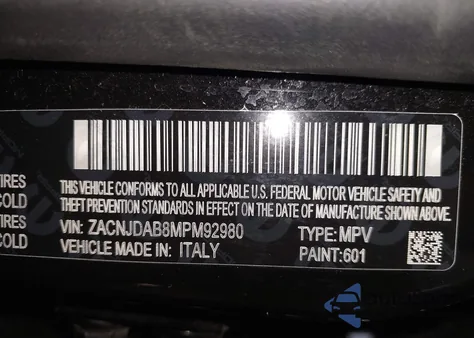 THIS VEHICLE CONFORMS TO ALL APPLICABLE U.S. FEDERAL MOTOR VEHICLE SAFETY AND
IRES
COLD
THEFT PREVENTION STANDARDS IN EFFECT ON THE DATE OF MANUFACTURE SHOWN ABOVE.
IRES
VIN: ZACNJDAB8MPM92980 TYPE: MPV
COLD
VEHICLE MADE IN: ITALY PAINT: 601